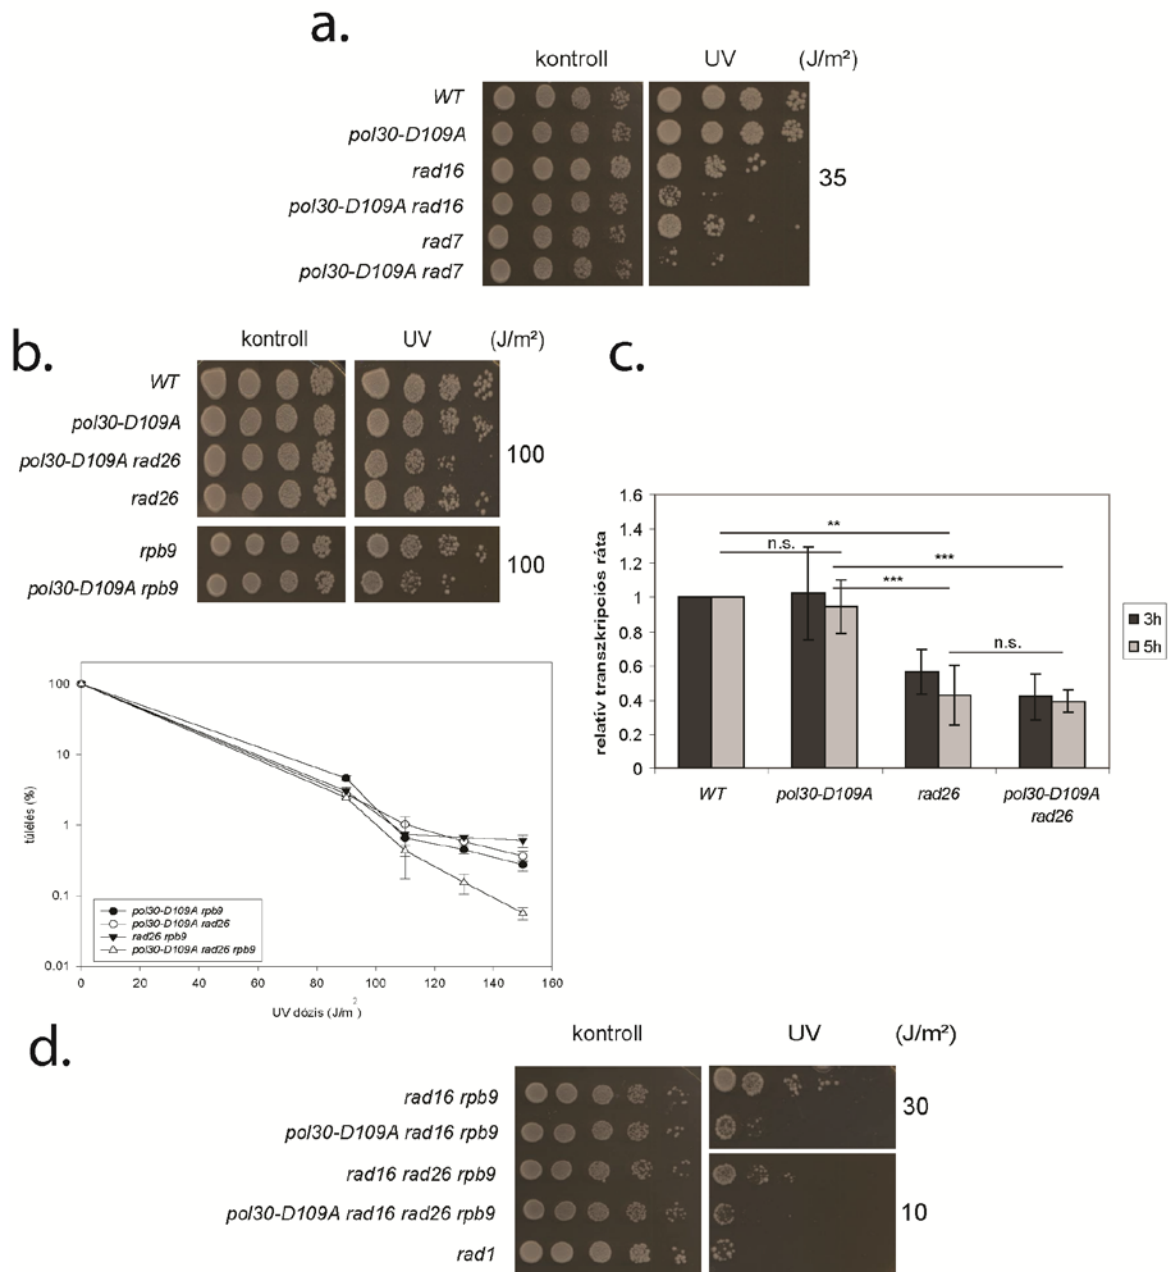 a.
kontroll UV (J/m²)
WT
pol30-D109A
rad16
pol30-D109A rad16
rad7
pol30-D109A rad7
35
b.
kontroll UV (J/m²)
WT
pol30-D109A
pol30-D109A rad26
rad26
100
rpb9
pol30-D109A rpb9
100
túlélés (%)
100
10
1
0.1
0.01
0 20 40 60 80 100 120 140 160
UV dózis (J/m²)
pol30-D109A rpb9
pol30-D109A rad26
rad26 rpb9
pol30-D109A rad26 rpb9
c.
relatív transzkripciós ráta
1.6
1.4
1.2
1
0.8
0.6
0.4
0.2
0
**
n.s.
***
***
n.s.
3h
5h
WT pol30-D109A rad26 pol30-D109A
rad26
d.
kontroll UV (J/m²)
rad16 rpb9
pol30-D109A rad16 rpb9
30
rad16 rad26 rpb9
pol30-D109A rad16 rad26 rpb9
rad1
10